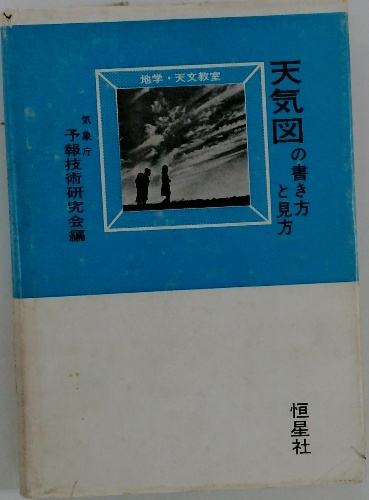 地学・天文教室
天気図の書き方
と見方
気象庁
予報技術研究会編
恒星社